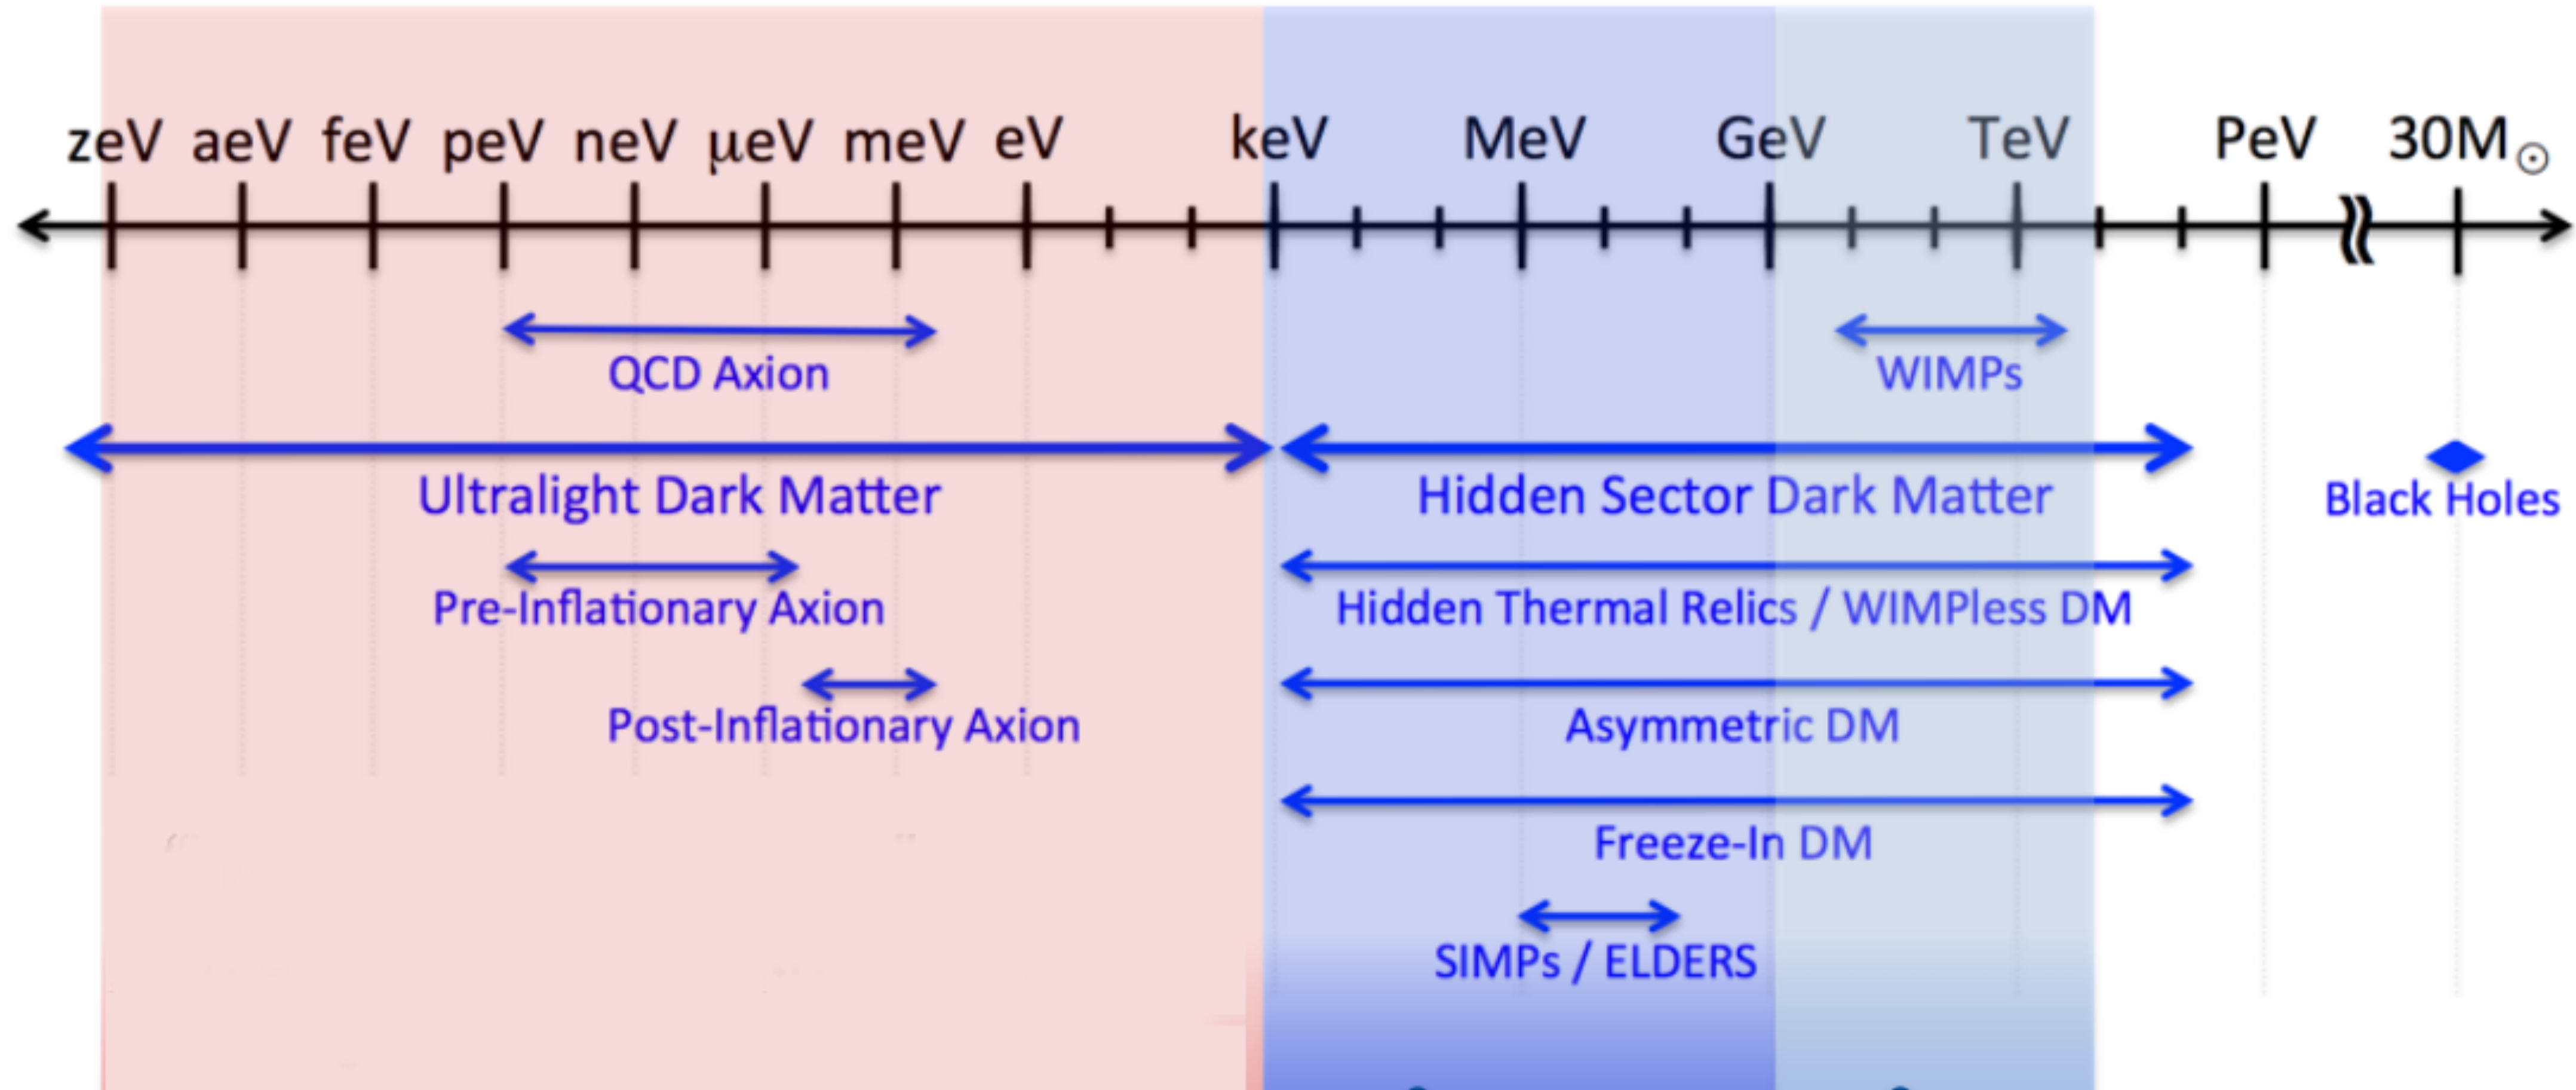 zeV aeV feV peV neV μeV meV eV keV MeV GeV TeV PeV 30M☉
QCD Axion WIMPs
Ultralight Dark Matter Hidden Sector Dark Matter Black Holes
Pre-Inflationary Axion Hidden Thermal Relics / WIMPless DM
Post-Inflationary Axion Asymmetric DM
Freeze-In DM
SIMPs / ELDERS